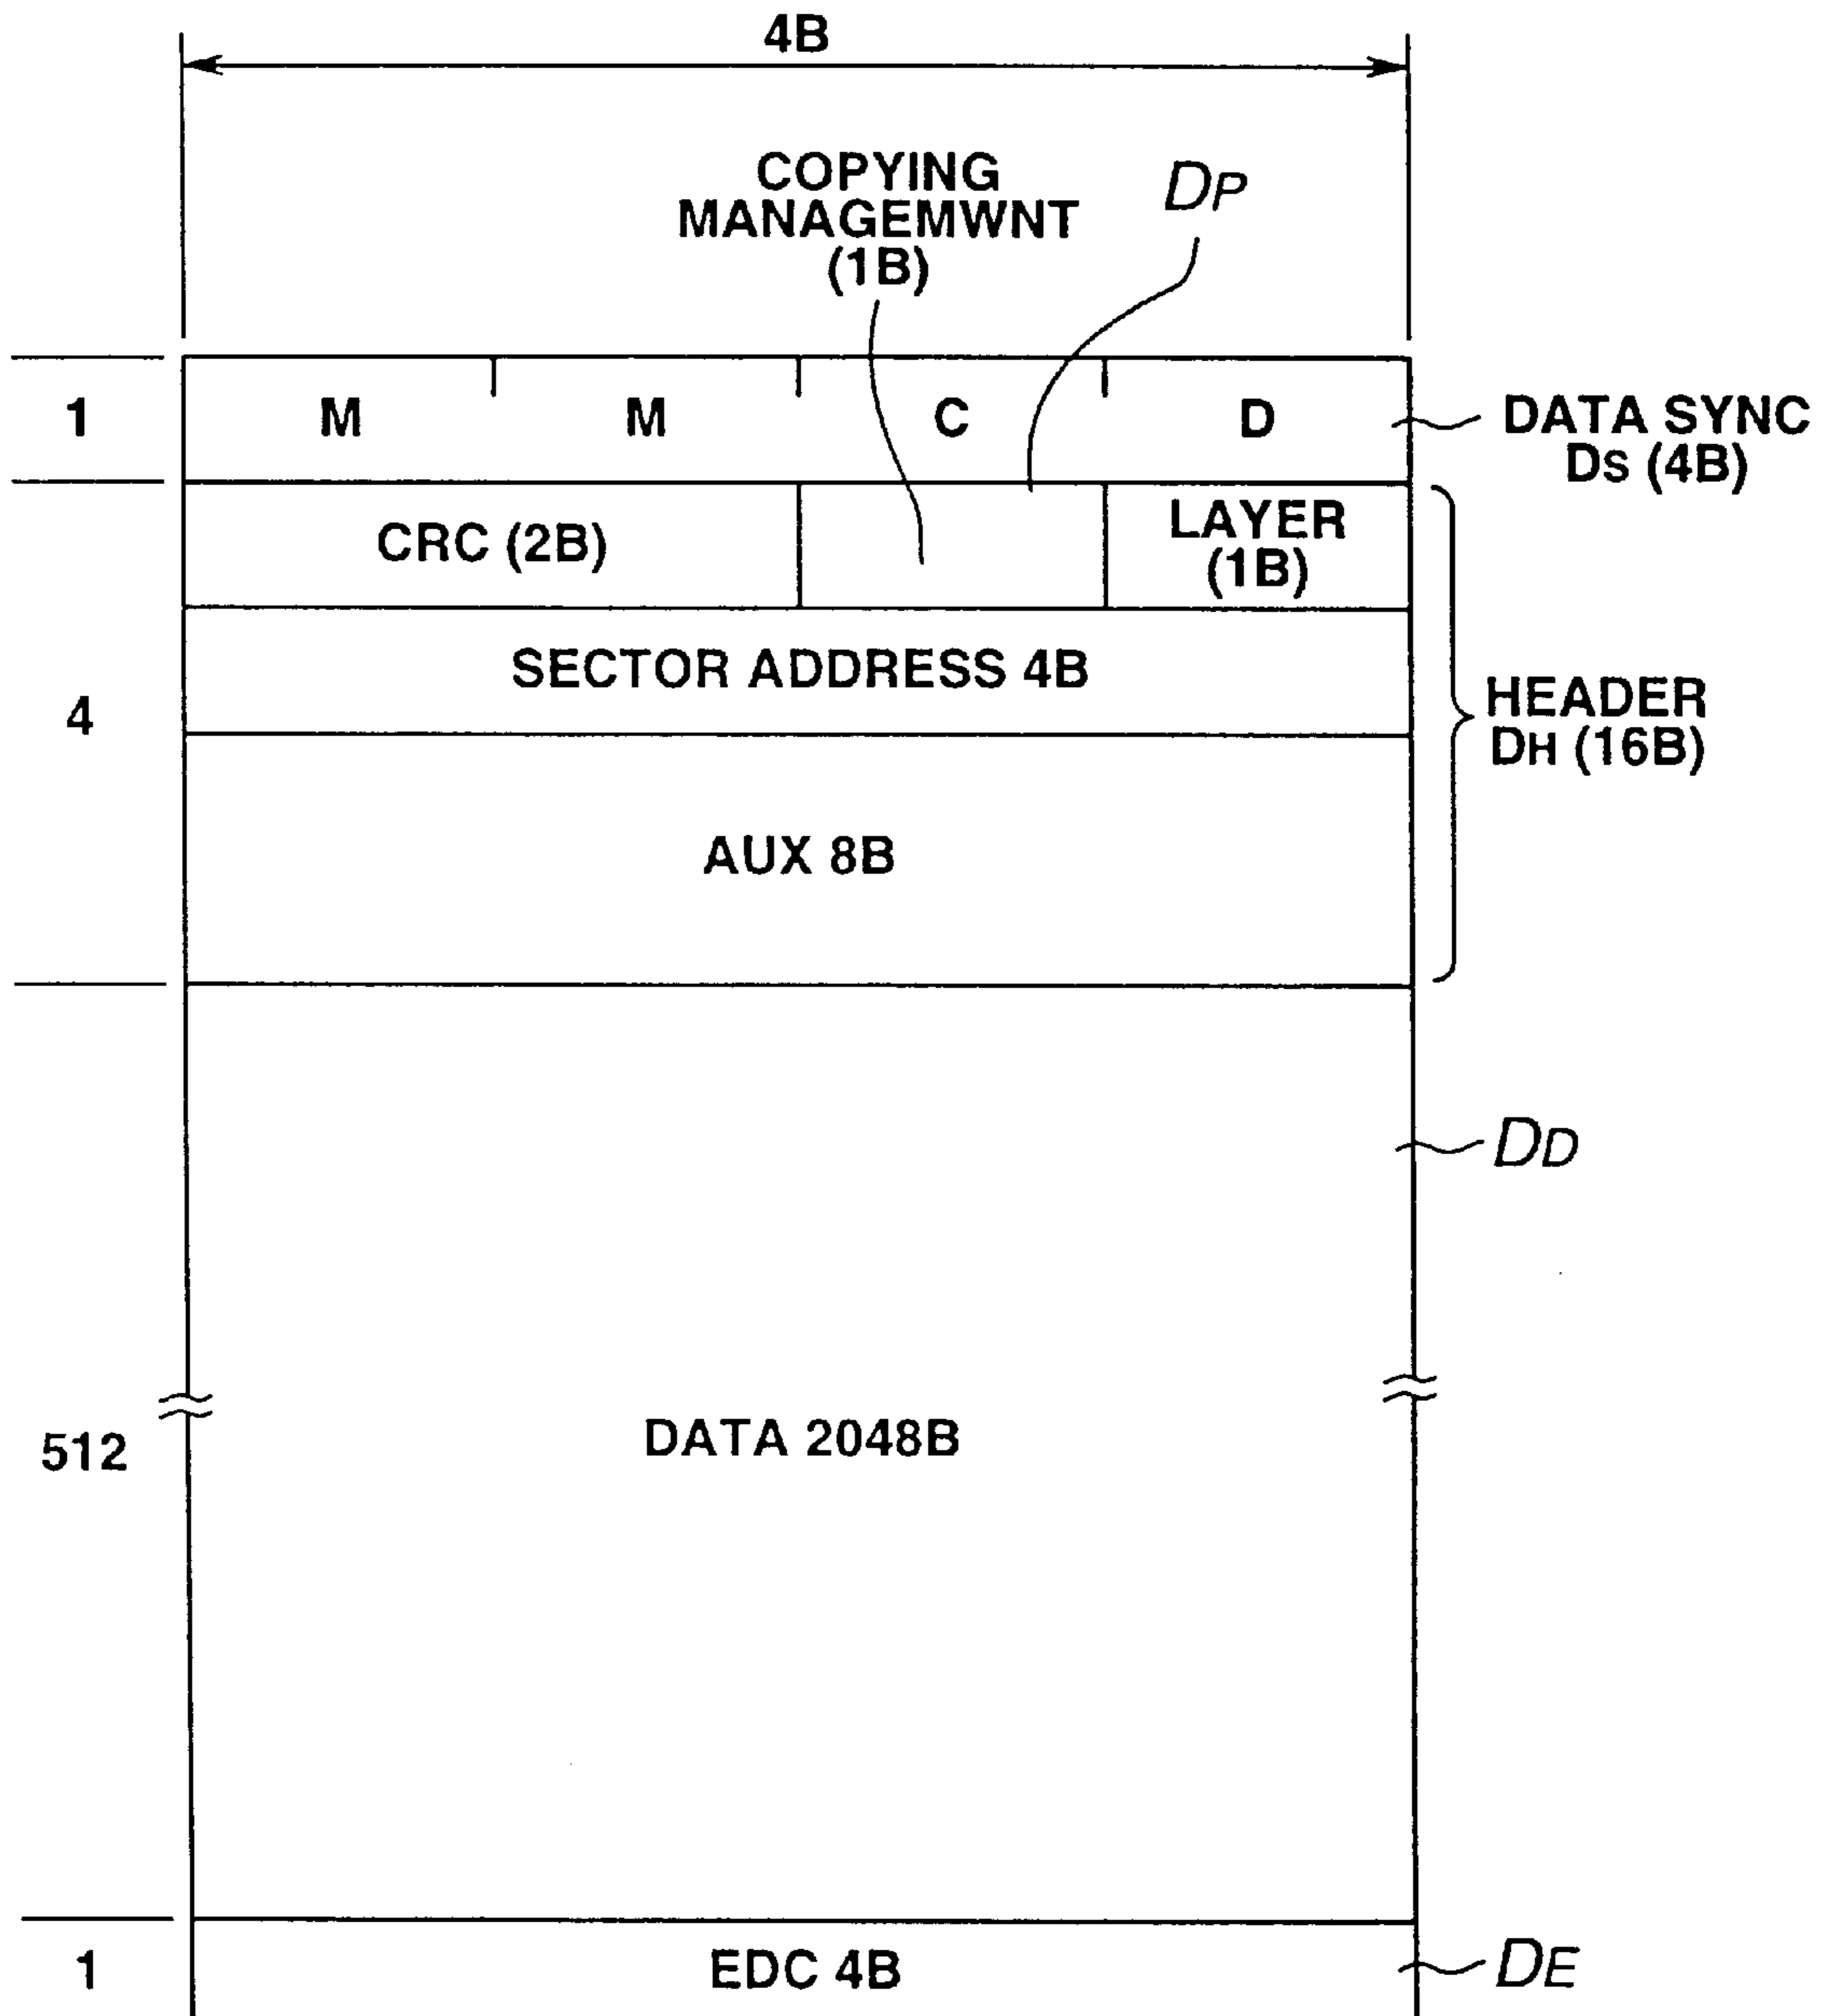 4B
COPYING
MANAGEMWNT
(1B)
DP
1
M M C D
DATA SYNC
DS (4B)
CRC (2B)
LAYER
(1B)
4
SECTOR ADDRESS 4B
HEADER
DH (16B)
AUX 8B
DD
512
DATA 2048B
1
EDC 4B
DE